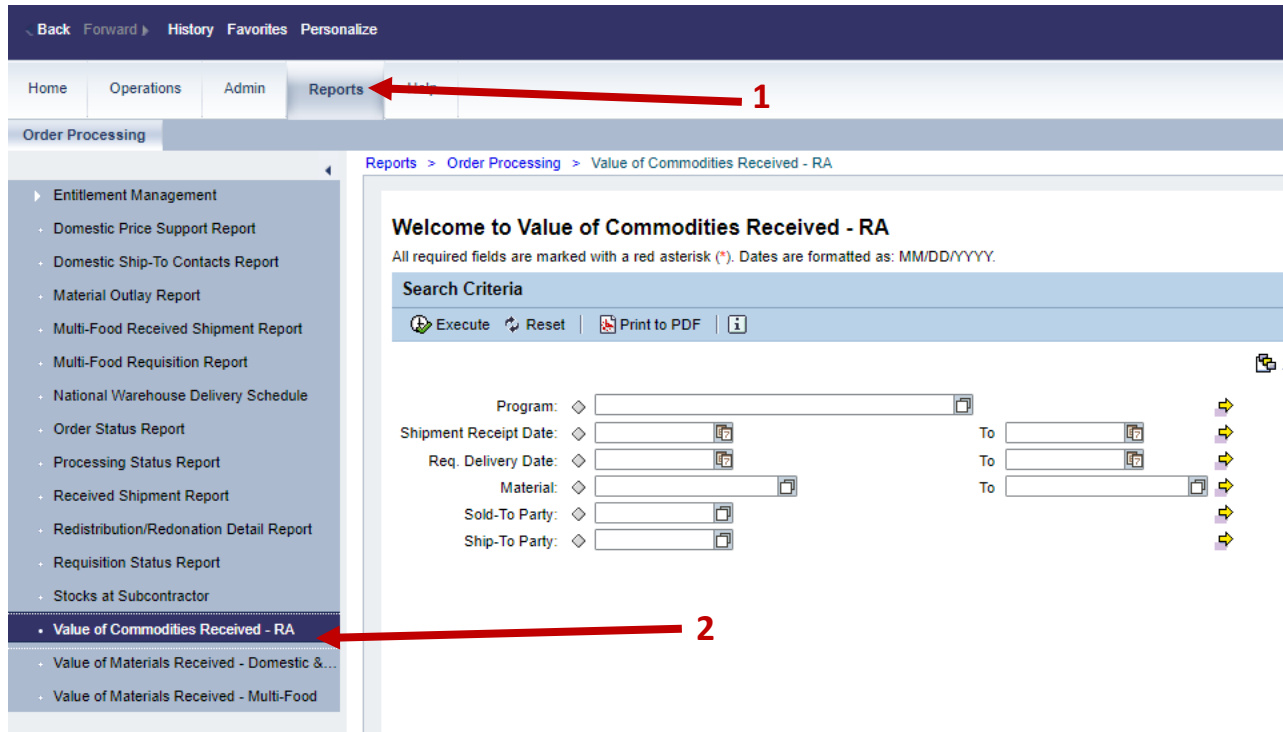 Back Forward History Favorites Personalize
Home Operations Admin Reports Help
1
Order Processing
Reports > Order Processing > Value of Commodities Received - RA
Entitlement Management
Domestic Price Support Report
Domestic Ship-To Contacts Report
Material Outlay Report
Multi-Food Received Shipment Report
Multi-Food Requisition Report
National Warehouse Delivery Schedule
Order Status Report
Processing Status Report
Received Shipment Report
Redistribution/Redonation Detail Report
Requisition Status Report
Stocks at Subcontractor
Value of Commodities Received - RA
Value of Materials Received - Domestic &...
Value of Materials Received - Multi-Food
2
Welcome to Value of Commodities Received - RA
All required fields are marked with a red asterisk (*). Dates are formatted as: MM/DD/YYYY.
Search Criteria
Execute Reset Print to PDF
Program:
Shipment Receipt Date: To
Req. Delivery Date: To
Material: To
Sold-To Party:
Ship-To Party: